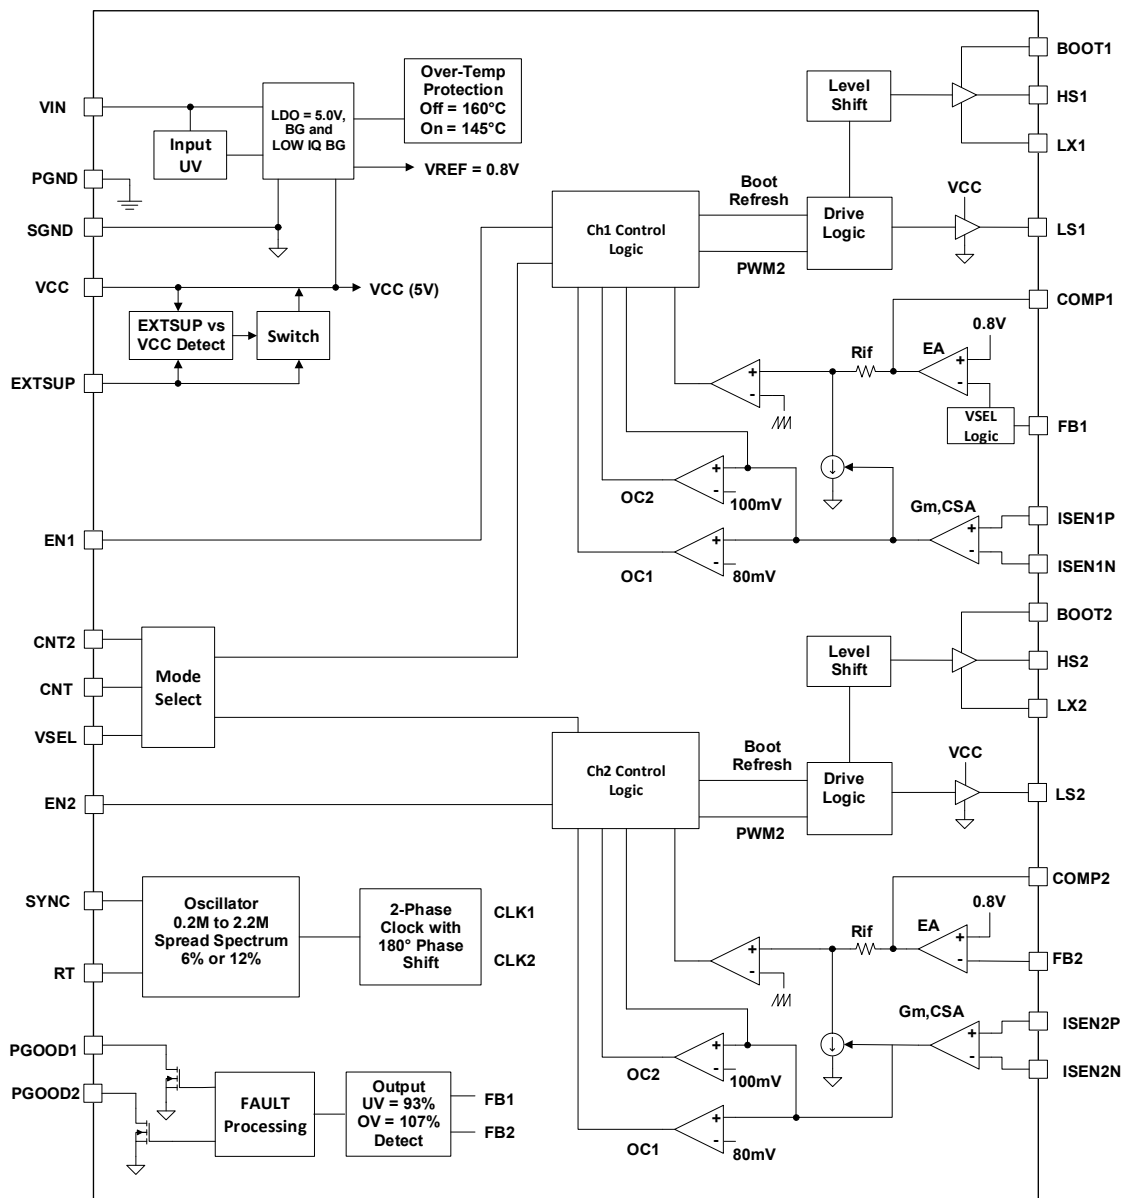 VIN
PGND
SGND
VCC
EXTSUP
EN1
CNT2
CNT
VSEL
EN2
SYNC
RT
PGOOD1
PGOOD2
Input
UV
LDO = 5.0V,
BG and
LOW IQ BG
Over-Temp
Protection
Off = 160°C
On = 145°C
VREF = 0.8V
VCC (5V)
EXTSUP vs
VCC Detect
Switch
Mode
Select
Oscillator
0.2M to 2.2M
Spread Spectrum
6% or 12%
2-Phase
Clock with
180° Phase
Shift
CLK1
CLK2
FAULT
Processing
Output
UV = 93%
OV = 107%
Detect
FB1
FB2
Ch1 Control
Logic
Boot
Refresh
PWM2
Level
Shift
Drive
Logic
VCC
0.8V
EA
+
-
Rif
+
-
VSEL
Logic
OC2
+
-
100mV
Gm,CSA
+
-
OC1
+
-
80mV
BOOT1
HS1
LX1
LS1
COMP1
FB1
ISEN1P
ISEN1N
Ch2 Control
Logic
Boot
Refresh
PWM2
Level
Shift
Drive
Logic
VCC
0.8V
EA
+
-
Rif
+
-
OC2
+
-
100mV
Gm,CSA
+
-
OC1
+
-
80mV
BOOT2
HS2
LX2
LS2
COMP2
FB2
ISEN2P
ISEN2N